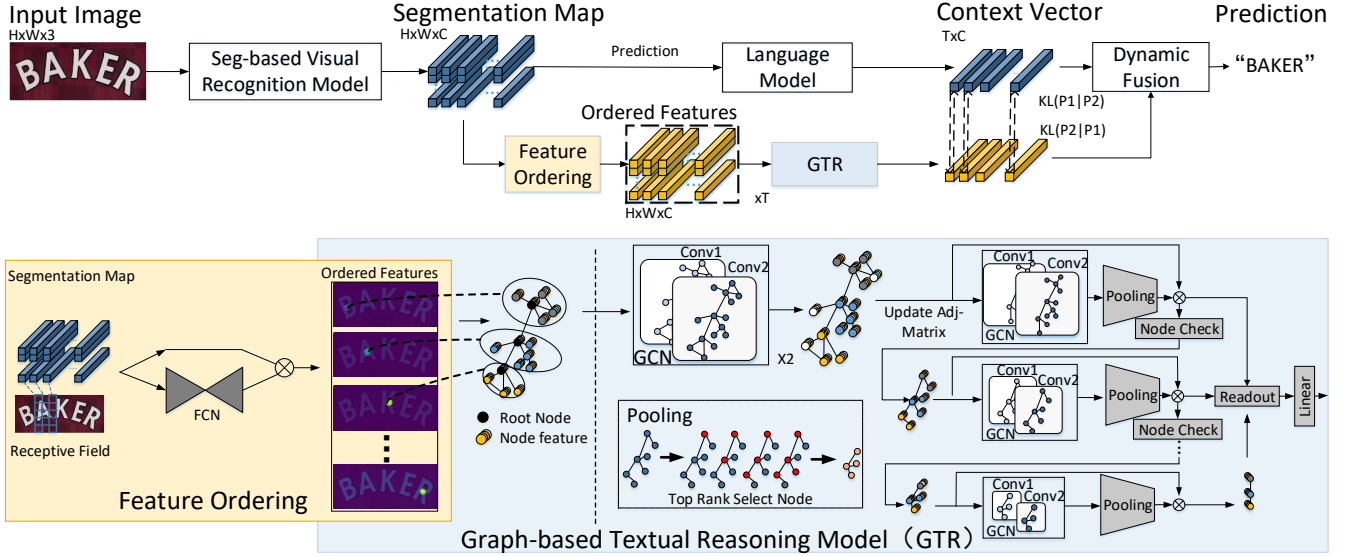 Input Image
Segmentation Map
Context Vector
Prediction
HxWx3
HxWxC
TxC
BAKER
Seg-based Visual
Recognition Model
Prediction
Language
Model
Dynamic
Fusion
“BAKER”
KL(P1|P2)
KL(P2|P1)
Ordered Features
Feature
Ordering
GTR
HxWxC
xT
Segmentation Map
Ordered Features
BAKER
BAKER
BAKER
BAKER
FCN
BAKER
Receptive Field
Feature Ordering
Root Node
Node feature
Conv1
Conv2
GCN
X2
Pooling
Top Rank Select Node
Update Adj-
Matrix
Conv1
Conv2
GCN
Pooling
Node Check
Conv1
Conv2
GCN
Pooling
Node Check
Readout
Linear
Conv1
Conv2
GCN
Pooling
Graph-based Textual Reasoning Model（GTR）